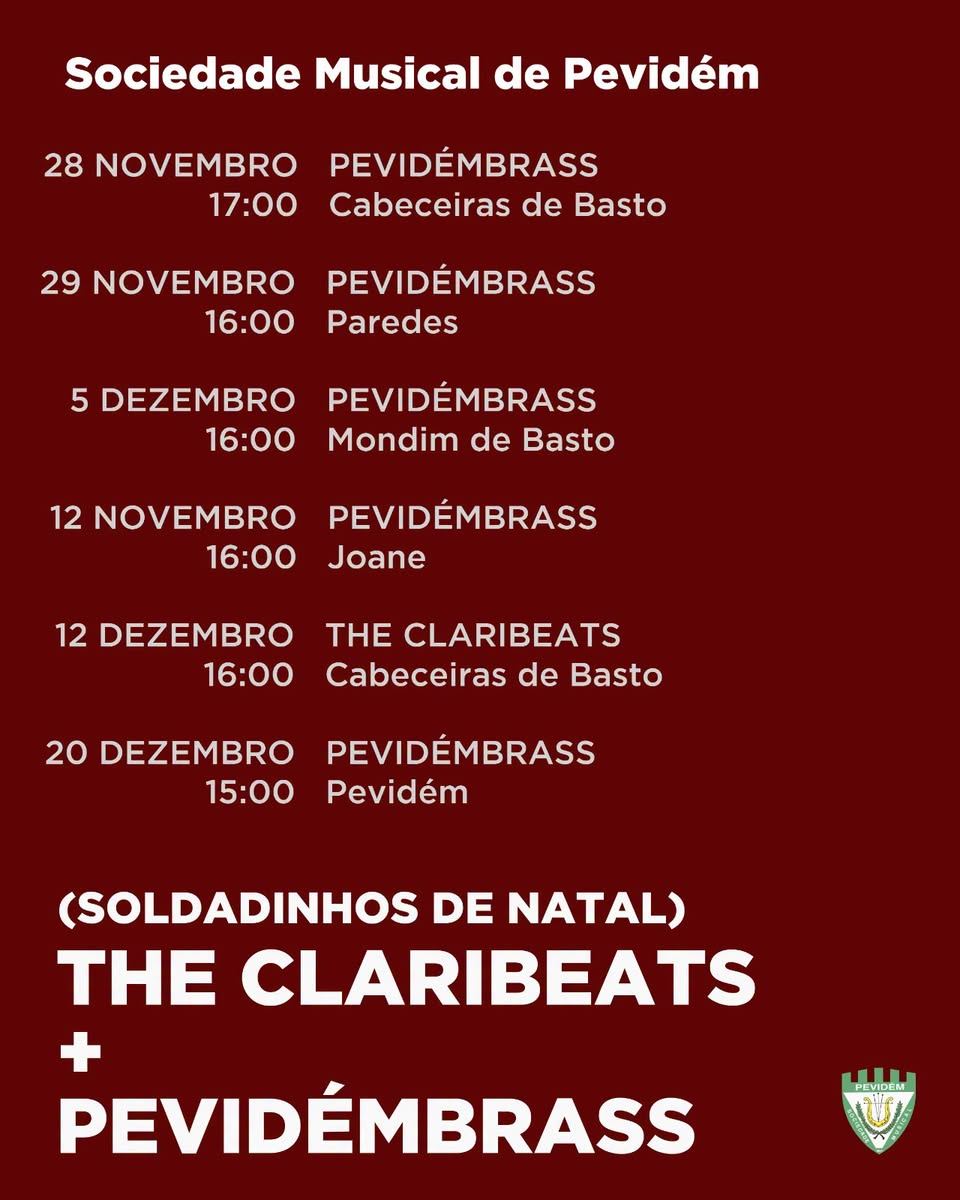 Sociedade Musical de Pevidém
28 NOVEMBRO PEVIDÉMBRASS
17:00 Cabeceiras de Basto
29 NOVEMBRO PEVIDÉMBRASS
16:00 Paredes
5 DEZEMBRO PEVIDÉMBRASS
16:00 Mondim de Basto
12 NOVEMBRO PEVIDÉMBRASS
16:00 Joane
12 DEZEMBRO THE CLARIBEATS
16:00 Cabeceiras de Basto
20 DEZEMBRO PEVIDÉMBRASS
15:00 Pevidém
(SOLDADINHOS DE NATAL)
THE CLARIBEATS
+
PEVIDÉMBRASS
PEVIDÉM
SOCIEDADE MUSICAL